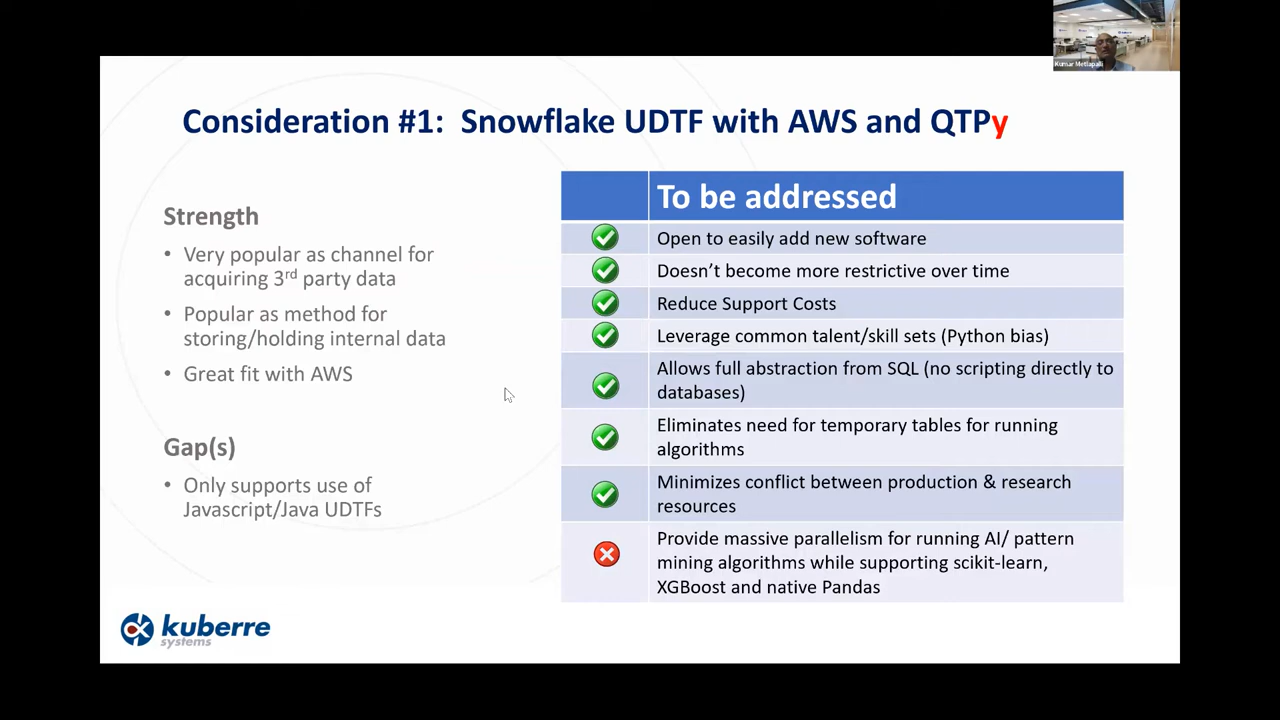 Kumar Metlapalli
Consideration #1: Snowflake UDTF with AWS and QTPy
Strength
• Very popular as channel for
acquiring 3rd party data
• Popular as method for
storing/holding internal data
• Great fit with AWS
Gap(s)
• Only supports use of
Javascript/Java UDTFs
To be addressed
Open to easily add new software
Doesn't become more restrictive over time
Reduce Support Costs
Leverage common talent/skill sets (Python bias)
Allows full abstraction from SQL (no scripting directly to
databases)
Eliminates need for temporary tables for running
algorithms
Minimizes conflict between production & research
resources
Provide massive parallelism for running AI/ pattern
mining algorithms while supporting scikit-learn,
XGBoost and native Pandas
kuberre
systems